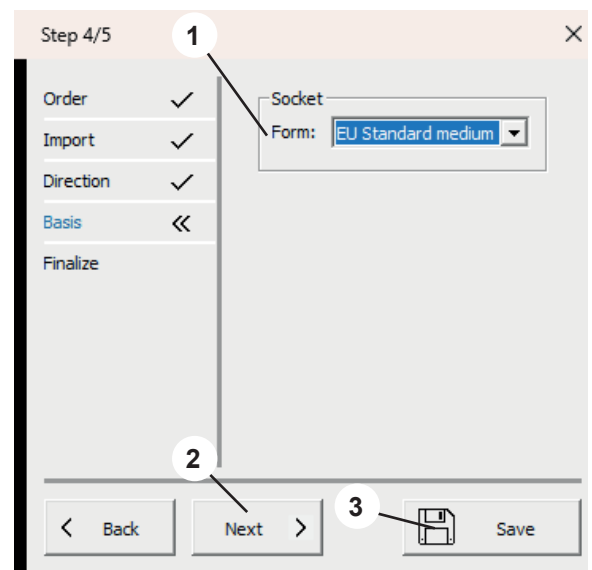 Step 4/5
1
Order
Import
Direction
Basis
Finalize
Socket
Form: EU Standard medium
2
3
Back
Next
Save